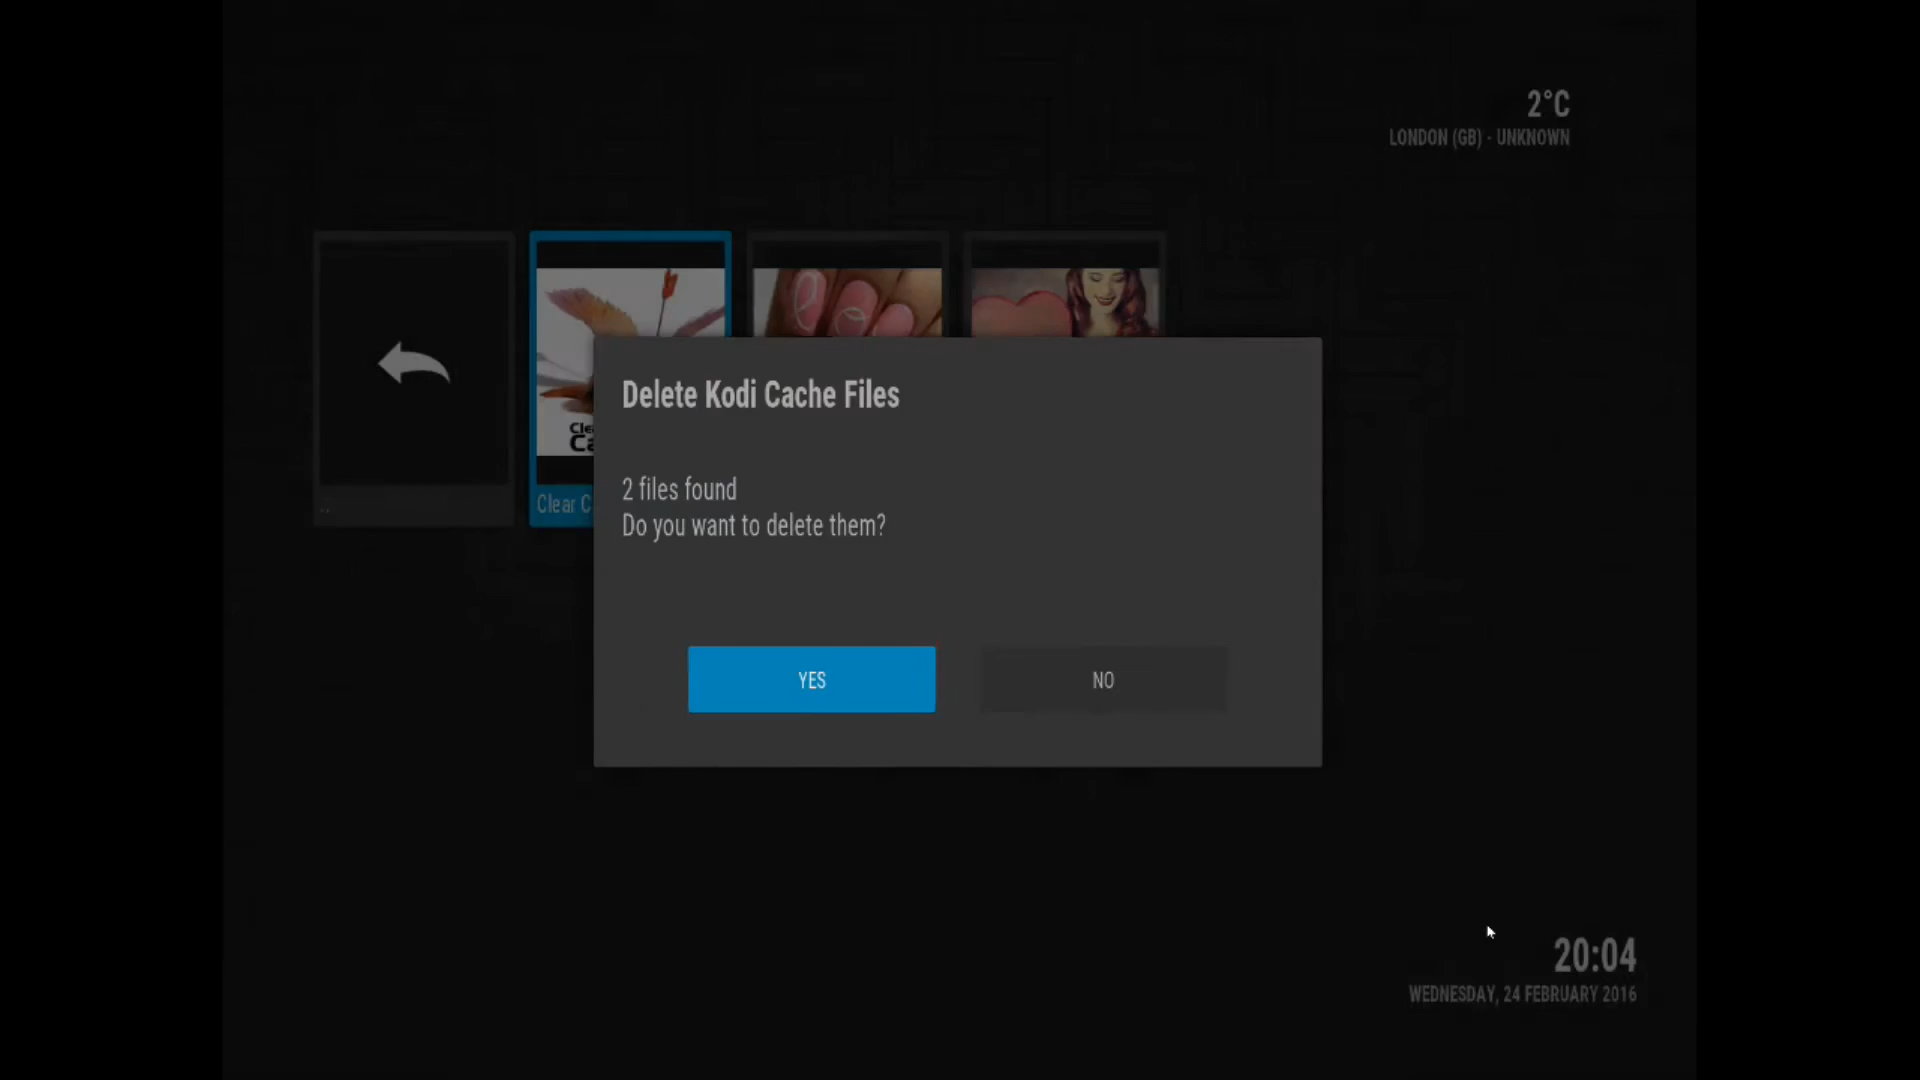 2°C
LONDON (GB) - UNKNOWN
..
Clear
Delete Kodi Cache Files
2 files found
Do you want to delete them?
YES
NO
20:04
WEDNESDAY, 24 FEBRUARY 2016